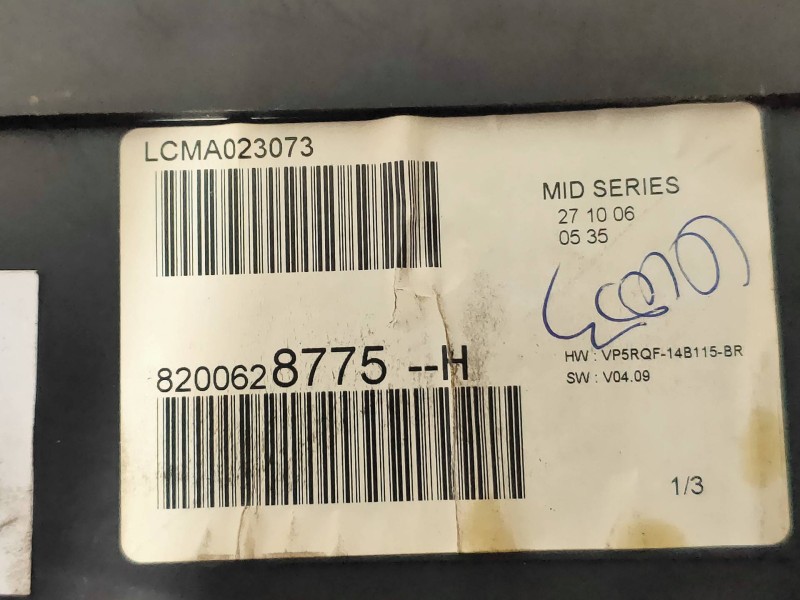 LCMA023073
MID SERIES
27 10 06
05 35
HW : VP5RQF-14B115-BR
SW : V04.09
8200628775 --H
1/3